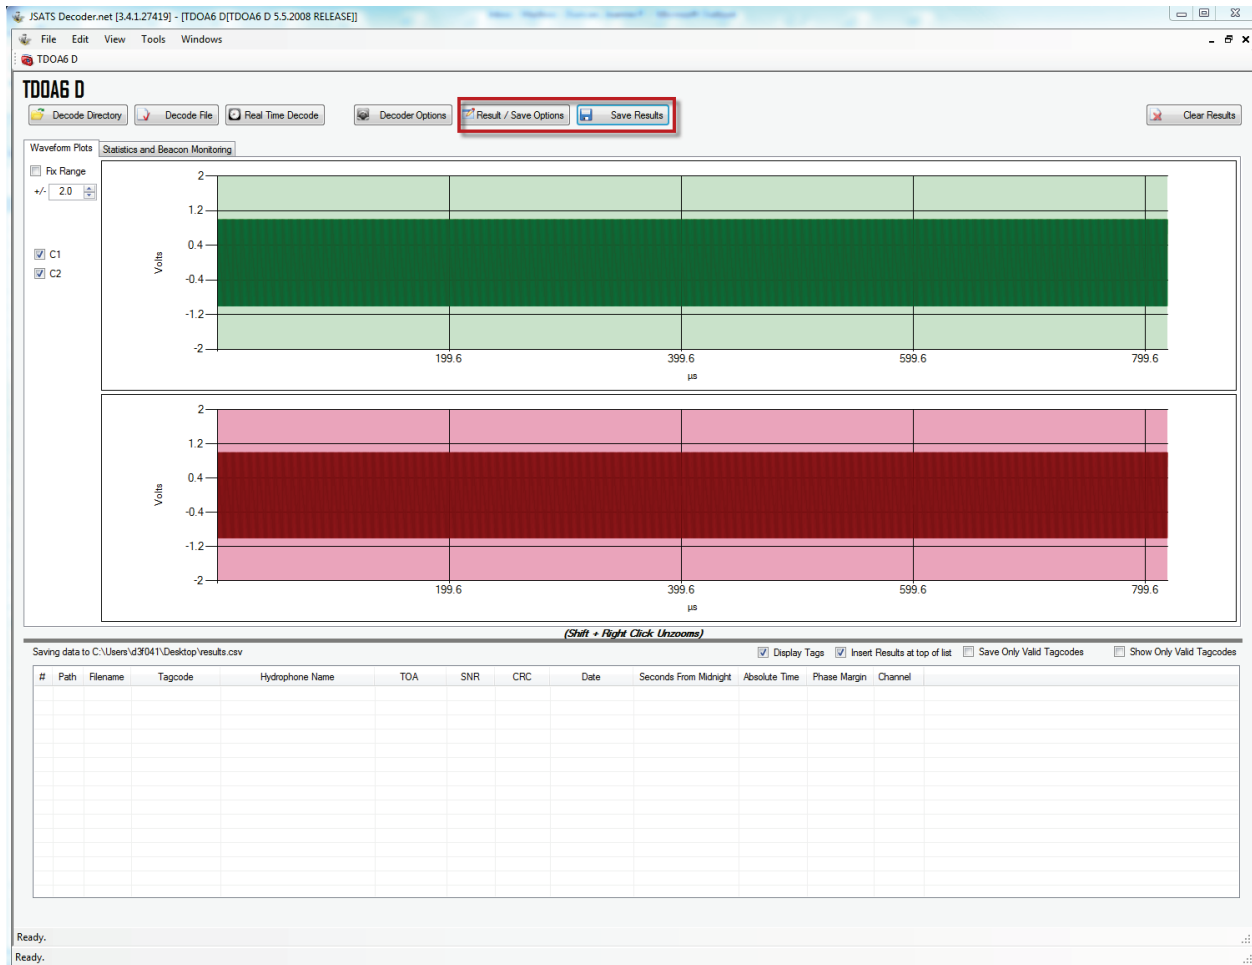 JSATS Decoder.net [3.4.1.27419] - [TDOA6 D[TDOA6 D 5.5.2008 RELEASE]]
File Edit View Tools Windows
TDOA6 D
TDOA6 D
Decode Directory Decode File Real Time Decode Decoder Options Result / Save Options Save Results Clear Results
Waveform Plots Statistics and Beacon Monitoring
Fix Range
+/- 2.0
C1
C2
2
1.2
0.4
-0.4
-1.2
-2
Volts
199.6 399.6 599.6 799.6
µs
2
1.2
0.4
-0.4
-1.2
-2
Volts
199.6 399.6 599.6 799.6
µs
(Shift + Right Click Unzooms)
Saving data to C:\Users\d3f041\Desktop\results.csv Display Tags Insert Results at top of list Save Only Valid Tagcodes Show Only Valid Tagcodes
# Path Filename Tagcode Hydrophone Name TOA SNR CRC Date Seconds From Midnight Absolute Time Phase Margin Channel
Ready.
Ready.